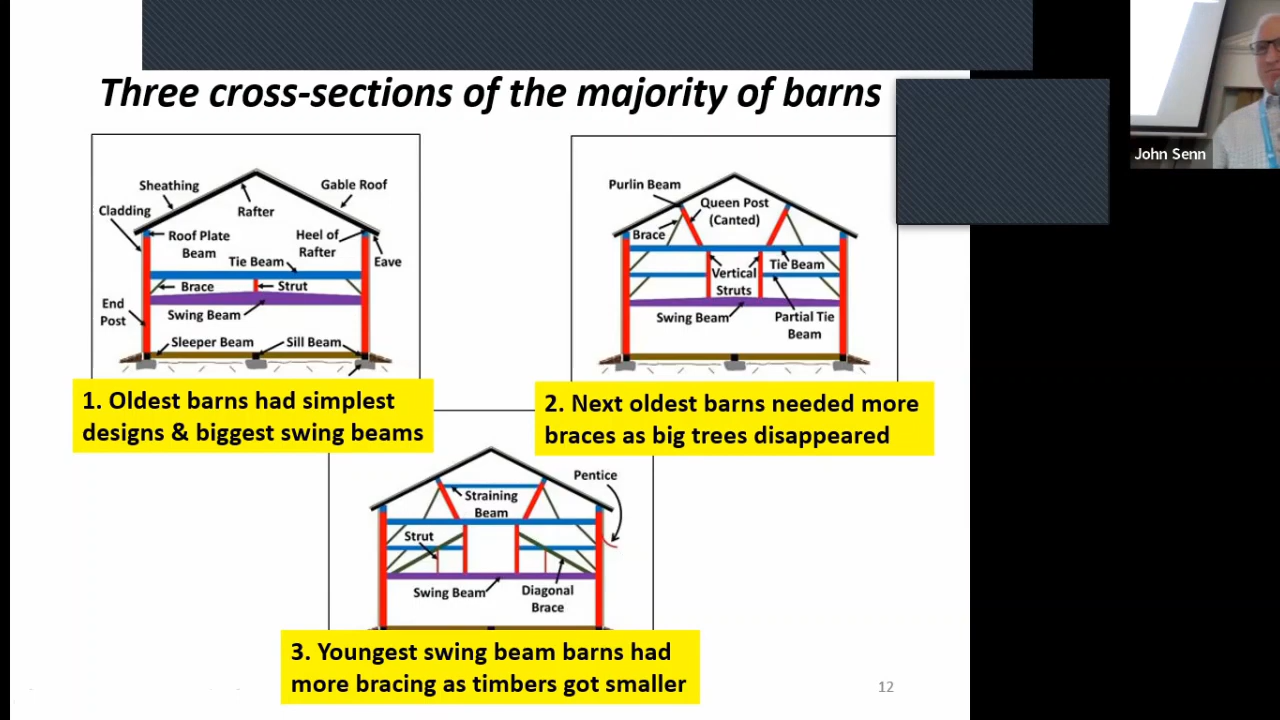 Three cross-sections of the majority of barns
John Senn
Sheathing
Gable Roof
Cladding
Rafter
Roof Plate
Beam
Heel of
Rafter
Eave
Tie Beam
Brace
Strut
End
Post
Swing Beam
Sleeper Beam
Sill Beam
1. Oldest barns had simplest
designs & biggest swing beams
Purlin Beam
Queen Post
(Canted)
Brace
Tie Beam
Vertical
Struts
Swing Beam
Partial Tie
Beam
2. Next oldest barns needed more
braces as big trees disappeared
Pentice
Straining
Beam
Strut
Swing Beam
Diagonal
Brace
3. Youngest swing beam barns had
more bracing as timbers got smaller
12